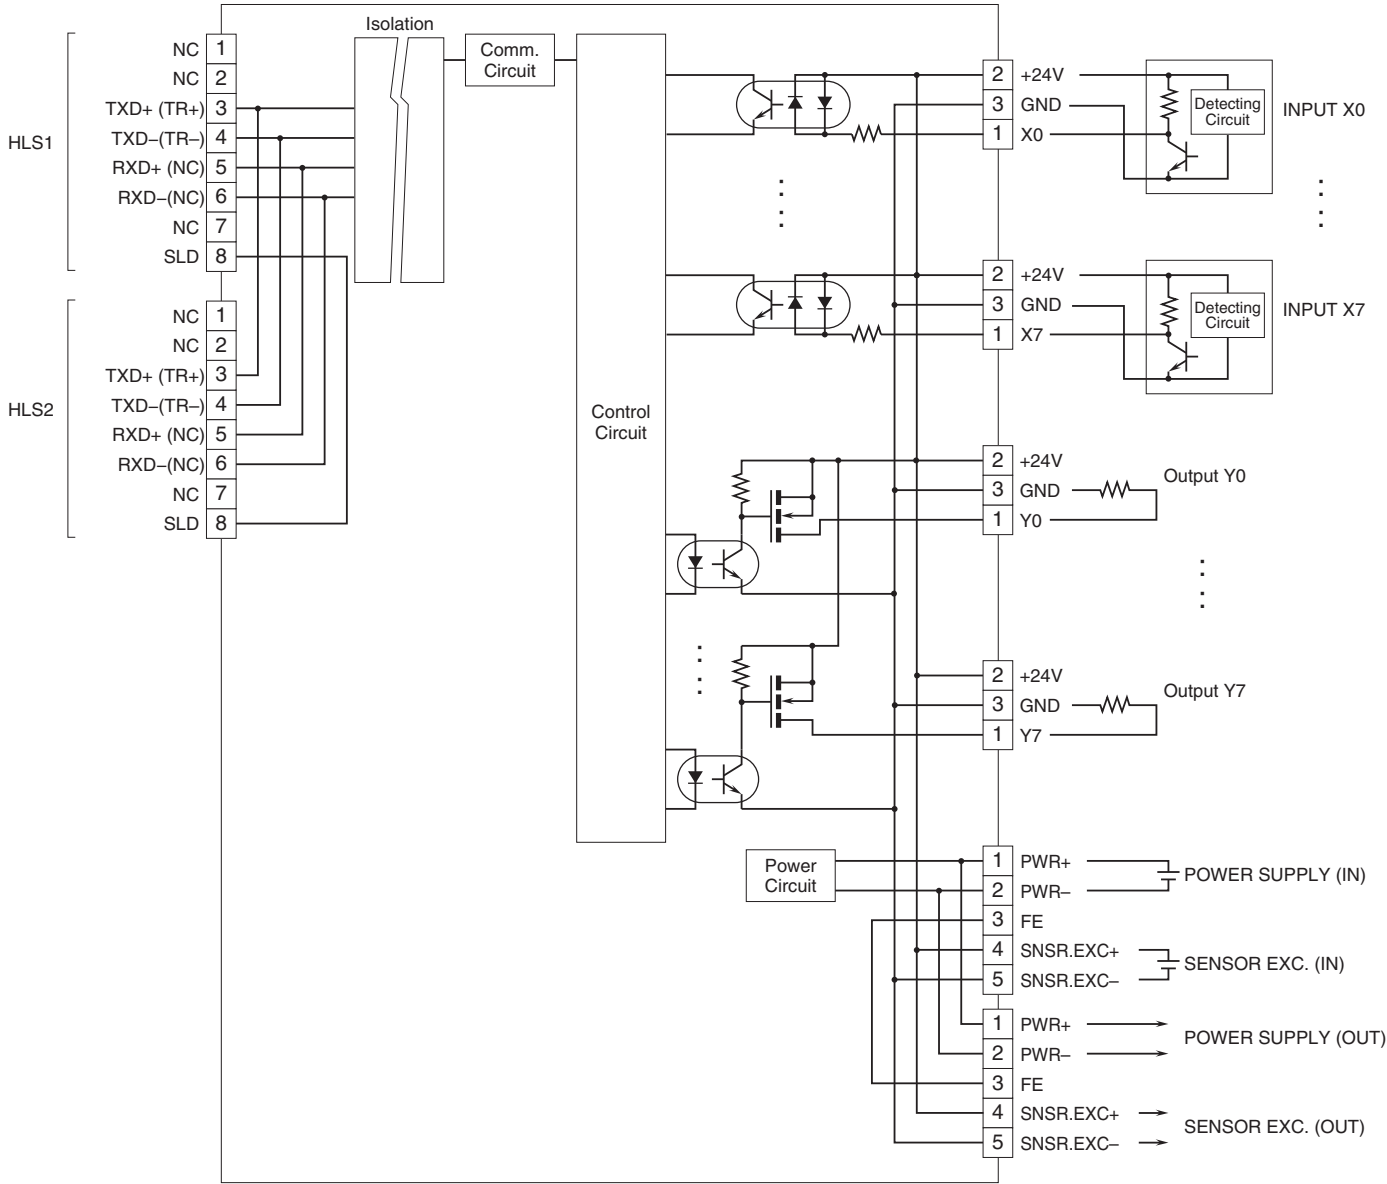 Isolation
Comm.
Circuit
Control
Circuit
HLS1
NC 1
NC 2
TXD+ (TR+) 3
TXD–(TR–) 4
RXD+ (NC) 5
RXD–(NC) 6
NC 7
SLD 8
HLS2
NC 1
NC 2
TXD+ (TR+) 3
TXD–(TR–) 4
RXD+ (NC) 5
RXD–(NC) 6
NC 7
SLD 8
2 +24V
3 GND
1 X0
Detecting
Circuit
INPUT X0
2 +24V
3 GND
1 X7
Detecting
Circuit
INPUT X7
2 +24V
3 GND
1 Y0
Output Y0
2 +24V
3 GND
1 Y7
Output Y7
Power
Circuit
1 PWR+
2 PWR–
POWER SUPPLY (IN)
3 FE
4 SNSR.EXC+
5 SNSR.EXC–
SENSOR EXC. (IN)
1 PWR+
2 PWR–
POWER SUPPLY (OUT)
3 FE
4 SNSR.EXC+
5 SNSR.EXC–
SENSOR EXC. (OUT)